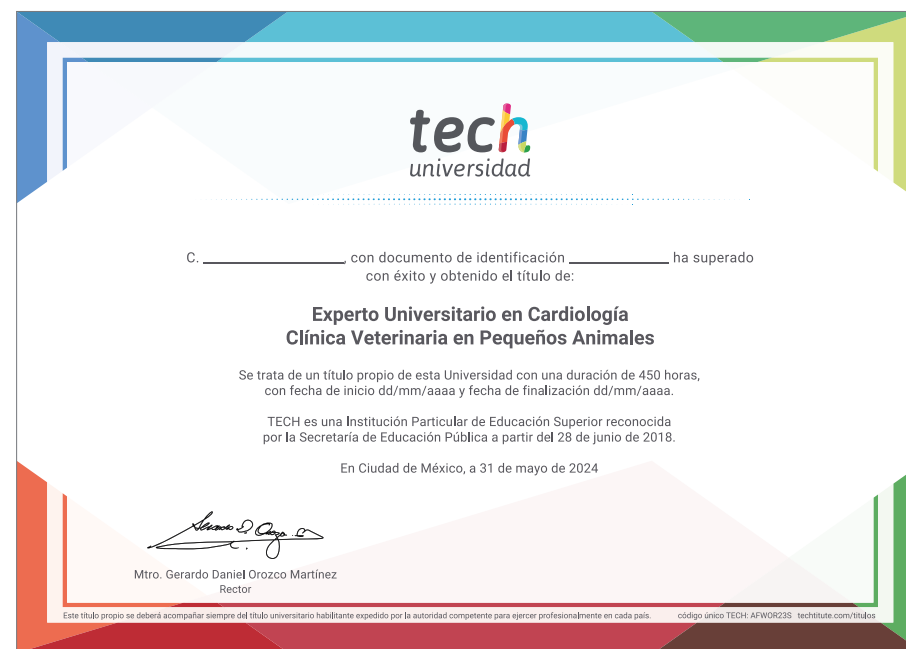 tech
universidad
C. ____________________, con documento de identificación ______________ ha superado
con éxito y obtenido el título de:
Experto Universitario en Cardiología
Clínica Veterinaria en Pequeños Animales
Se trata de un título propio de esta Universidad con una duración de 450 horas,
con fecha de inicio dd/mm/aaaa y fecha de finalización dd/mm/aaaa.
TECH es una Institución Particular de Educación Superior reconocida
por la Secretaría de Educación Pública a partir del 28 de junio de 2018.
En Ciudad de México, a 31 de mayo de 2024
Mtro. Gerardo Daniel Orozco Martínez
Rector
Este título propio se deberá acompañar siempre del título universitario habilitante expedido por la autoridad competente para ejercer profesionalmente en cada país. código único TECH: AFWOR23S techtitute.com/titulos